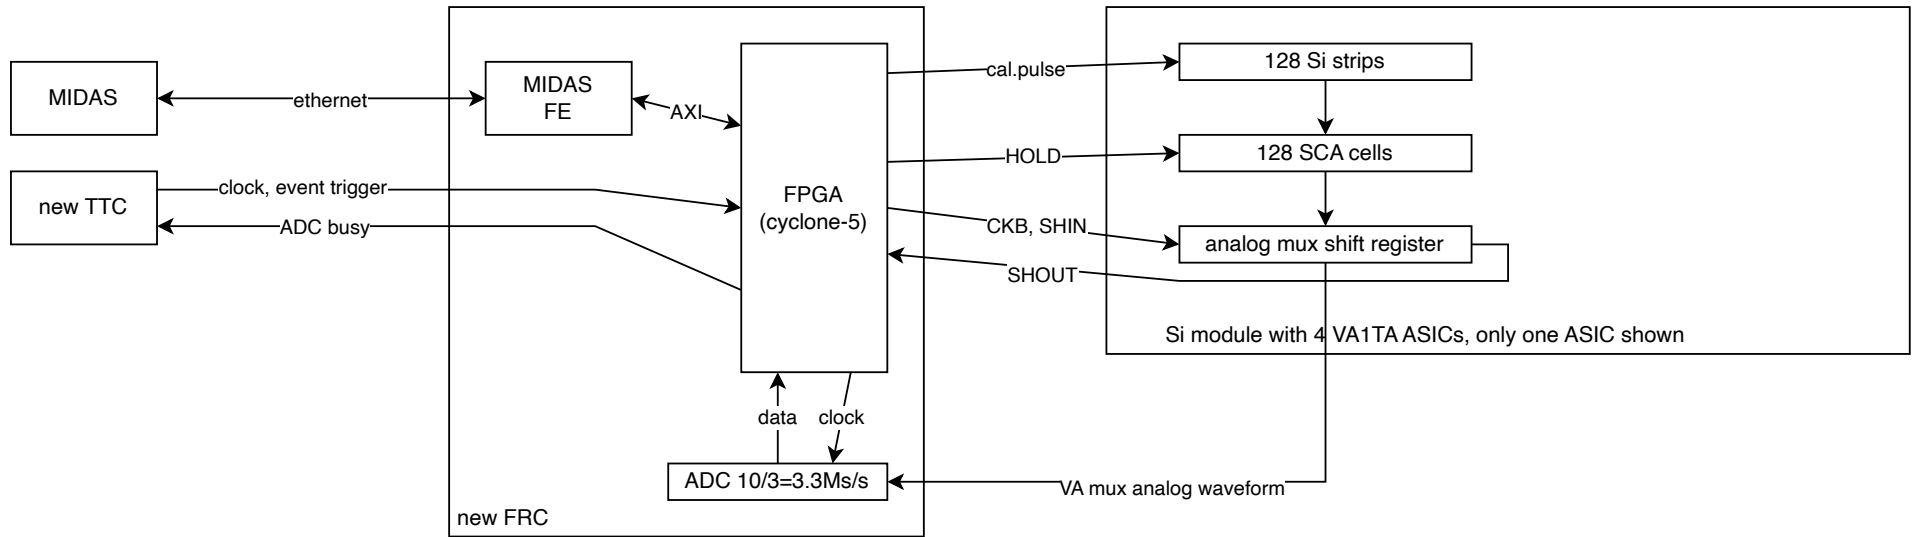 MIDAS
ethernet
MIDAS
FE
AXI
new TTC
clock, event trigger
ADC busy
FPGA
(cyclone-5)
cal.pulse
HOLD
CKB, SHIN
SHOUT
128 Si strips
128 SCA cells
analog mux shift register
Si module with 4 VA1TA ASICs, only one ASIC shown
data
clock
ADC 10/3=3.3Ms/s
VA mux analog waveform
new FRC